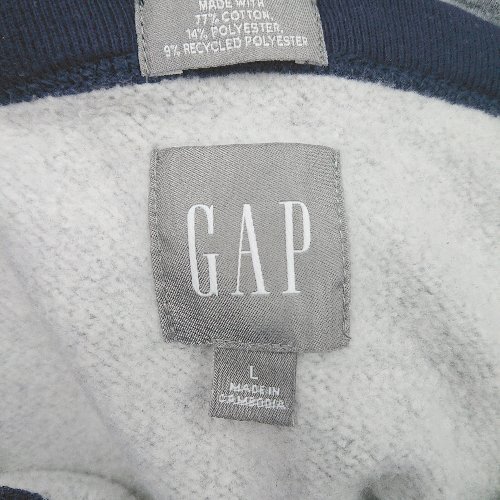 MADE WITH
77% COTTON,
14% POLYESTER,
9% RECYCLED POLYESTER
GAP
L
MADE IN
CAMBODIA